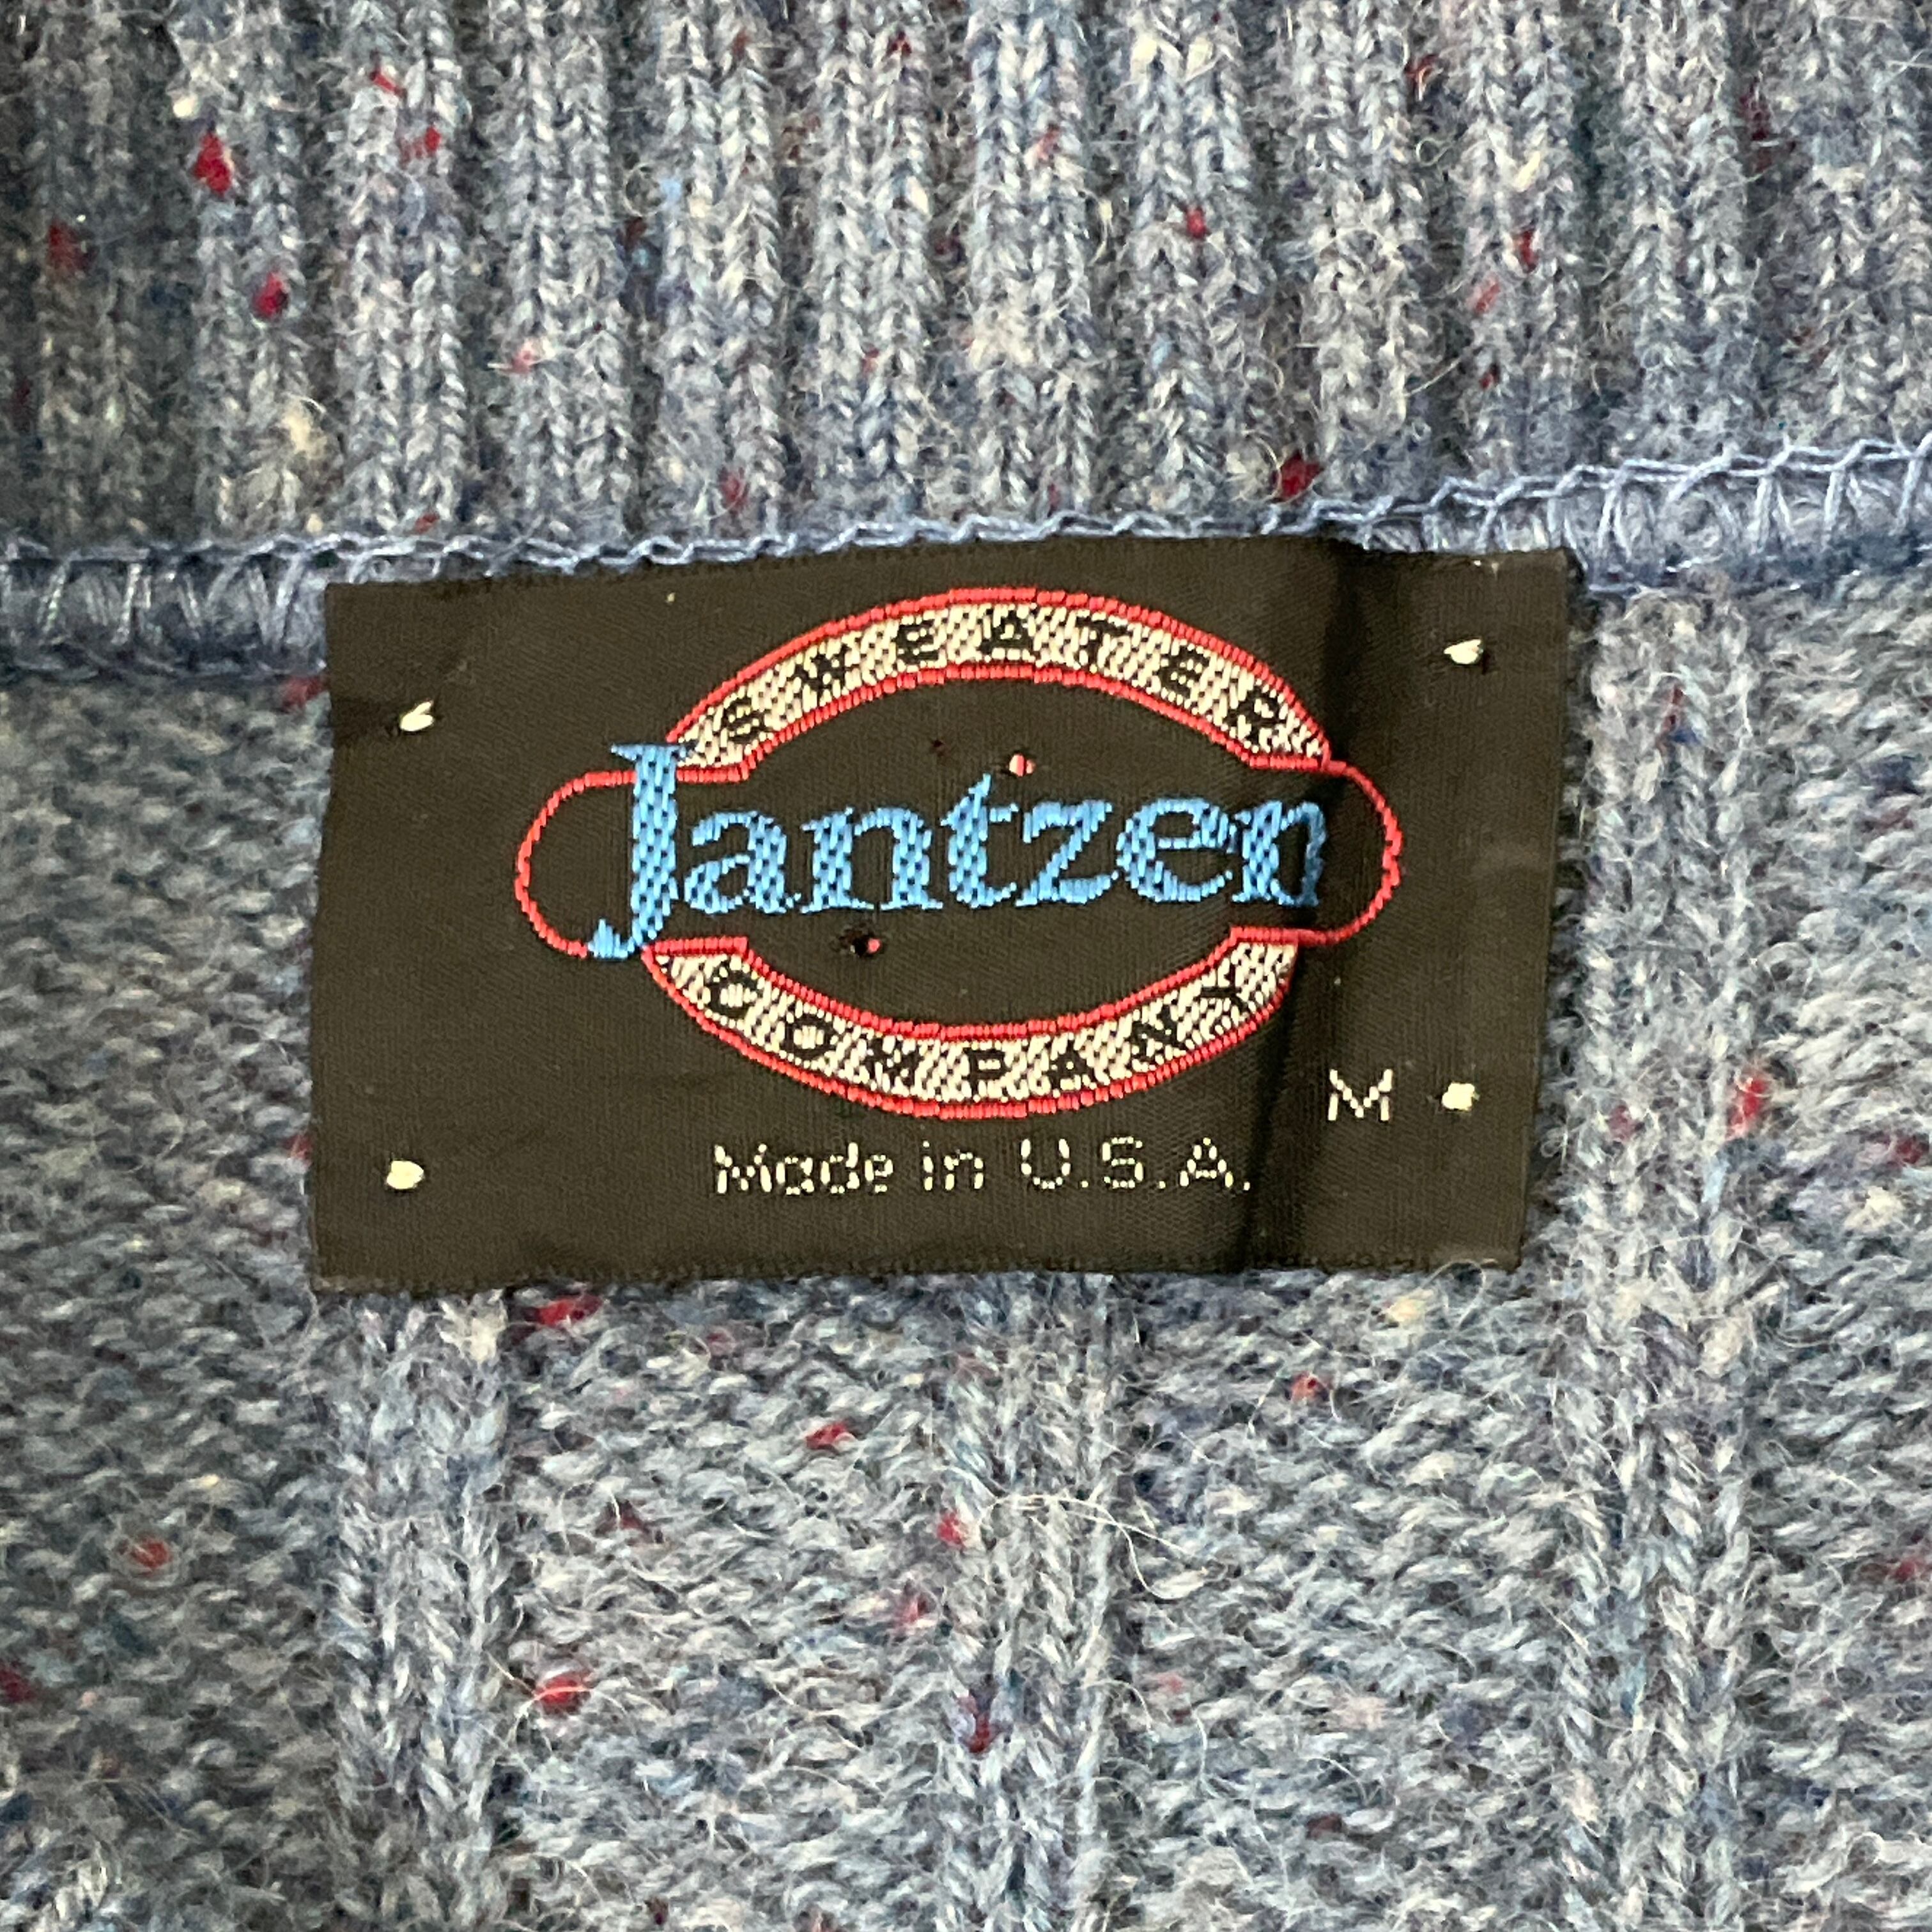 SWEATER
Jantzen
COMPANY
M
Made in U.S.A.